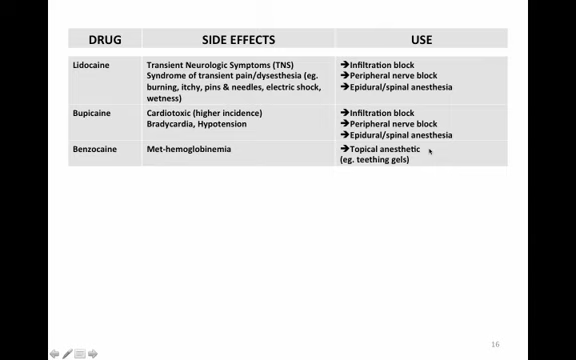 DRUG SIDE EFFECTS USE
Lidocaine Transient Neurologic Symptoms (TNS) ➔Infiltration block
Syndrome of transient pain/dysesthesia (eg. ➔Peripheral nerve block
burning, itchy, pins & needles, electric shock, ➔Epidural/spinal anesthesia
wetness)
Bupicaine Cardiotoxic (higher incidence) ➔Infiltration block
Bradycardia, Hypotension ➔Peripheral nerve block
➔Epidural/spinal anesthesia
Benzocaine Met-hemoglobinemia ➔Topical anesthetic
(eg. teething gels)
16